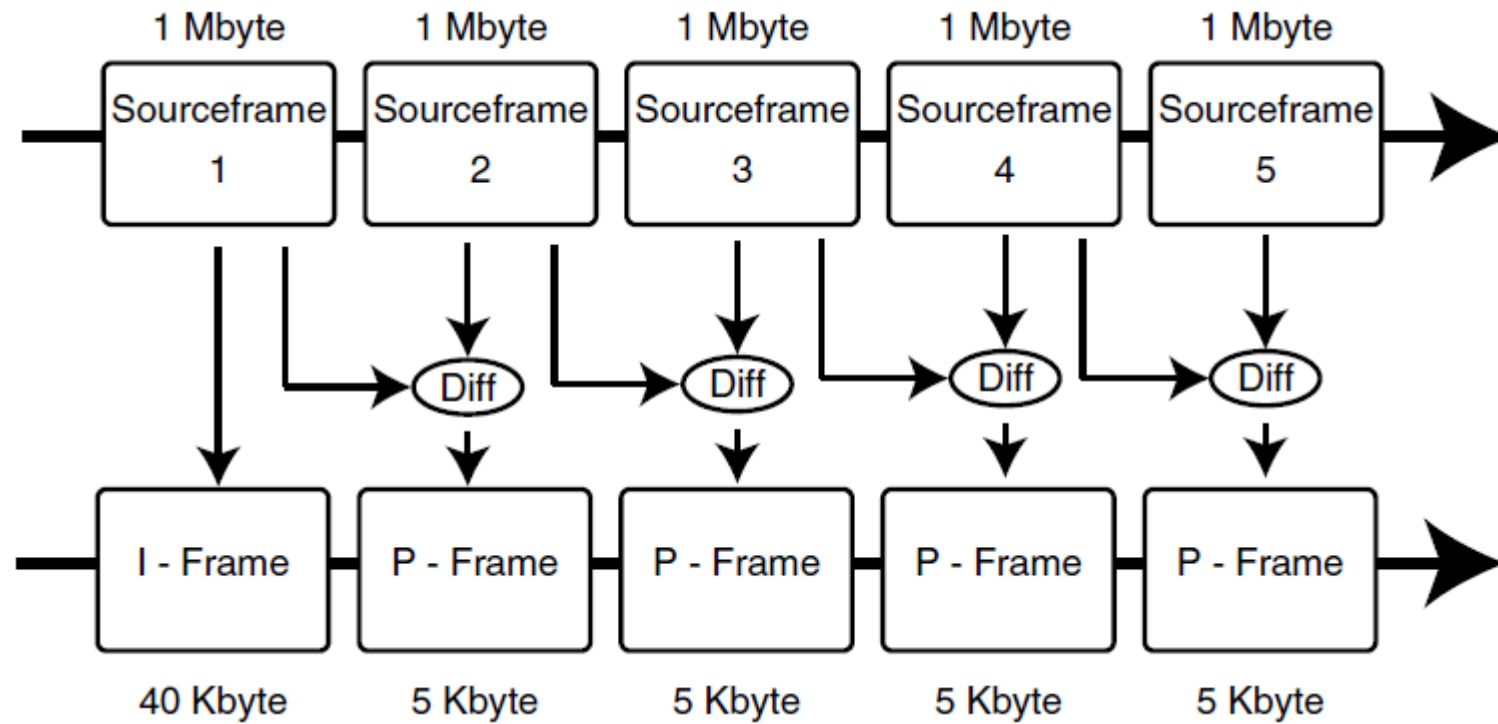 1 Mbyte 1 Mbyte 1 Mbyte 1 Mbyte 1 Mbyte
Sourceframe Sourceframe Sourceframe Sourceframe Sourceframe
1 2 3 4 5
Diff Diff Diff Diff
I - Frame P - Frame P - Frame P - Frame P - Frame
40 Kbyte 5 Kbyte 5 Kbyte 5 Kbyte 5 Kbyte